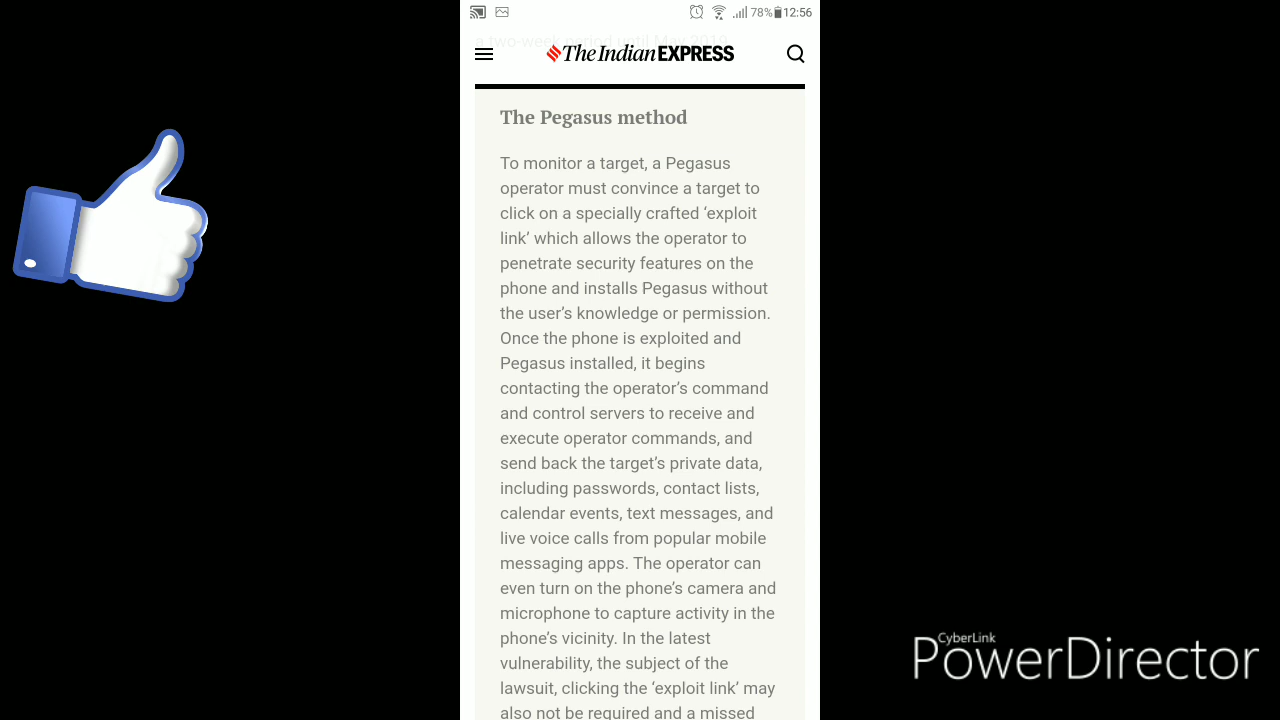 78% 12:56
a two-week period until May 2019.
The Indian EXPRESS
The Pegasus method
To monitor a target, a Pegasus
operator must convince a target to
click on a specially crafted ‘exploit
link’ which allows the operator to
penetrate security features on the
phone and installs Pegasus without
the user’s knowledge or permission.
Once the phone is exploited and
Pegasus installed, it begins
contacting the operator’s command
and control servers to receive and
execute operator commands, and
send back the target’s private data,
including passwords, contact lists,
calendar events, text messages, and
live voice calls from popular mobile
messaging apps. The operator can
even turn on the phone’s camera and
microphone to capture activity in the
phone’s vicinity. In the latest
vulnerability, the subject of the
lawsuit, clicking the ‘exploit link’ may
also not be required and a missed
CyberLink
PowerDirector